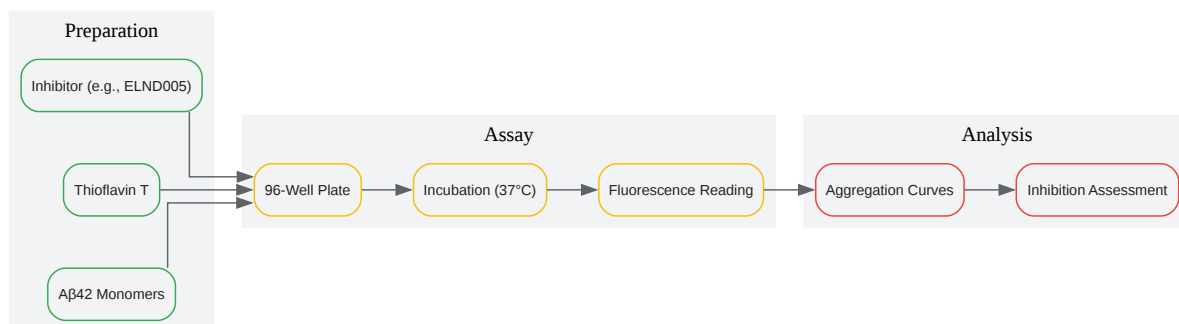 Preparation
Inhibitor (e.g., ELND005)
Thioflavin T
Aβ42 Monomers
Assay
96-Well Plate
Incubation (37°C)
Fluorescence Reading
Analysis
Aggregation Curves
Inhibition Assessment